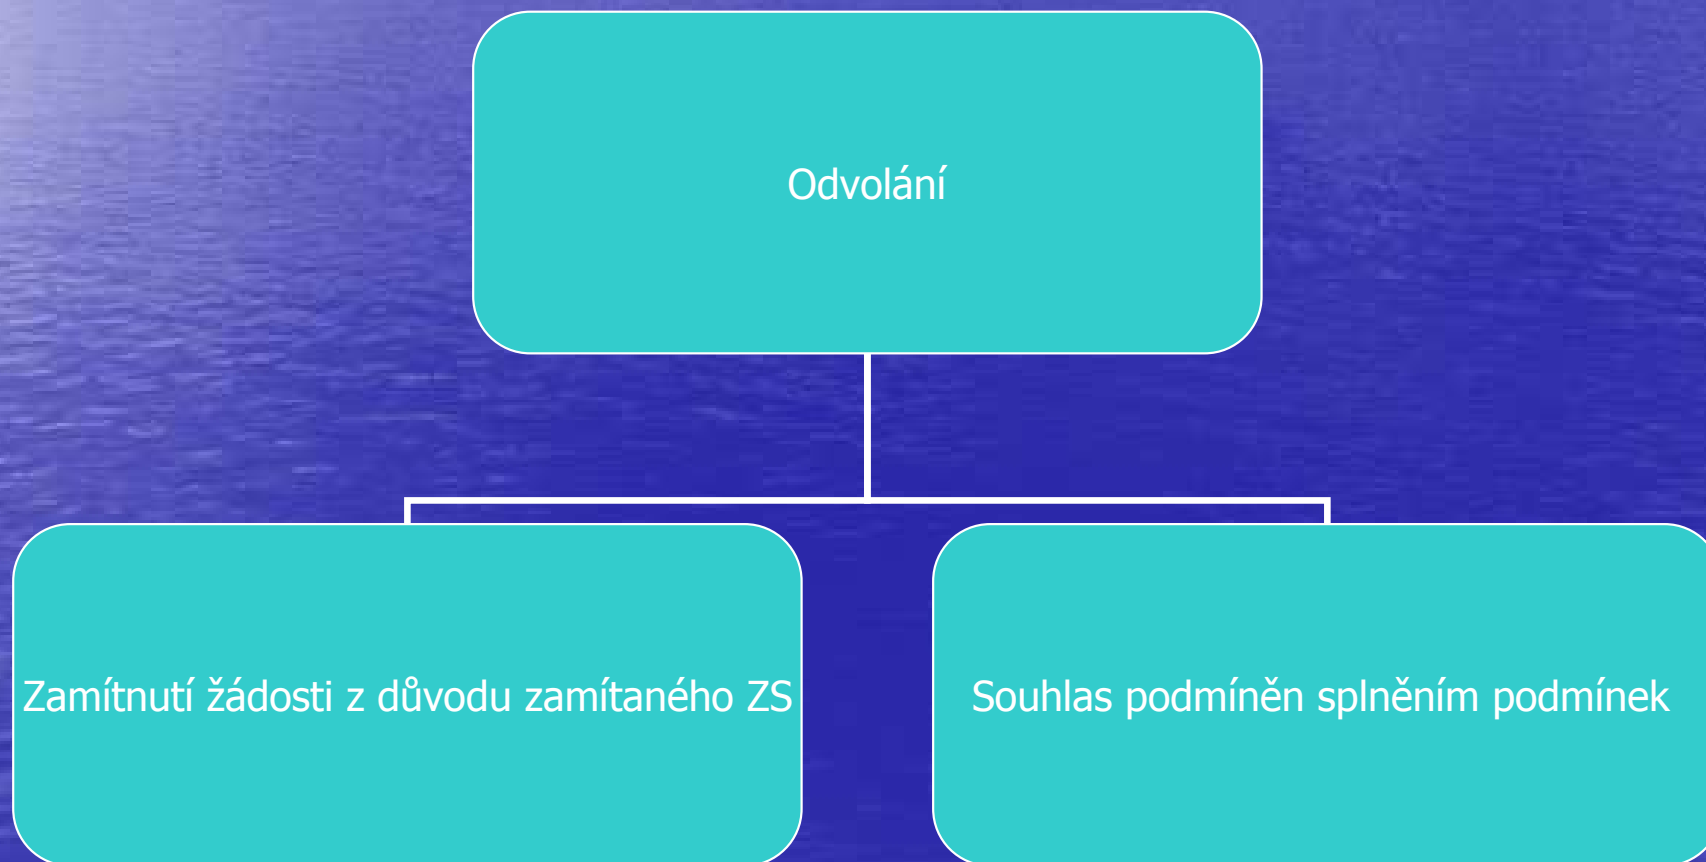 Odvolání
Zamítnutí žádosti z důvodu zamítaného ZS
Souhlas podmíněn splněním podmínek